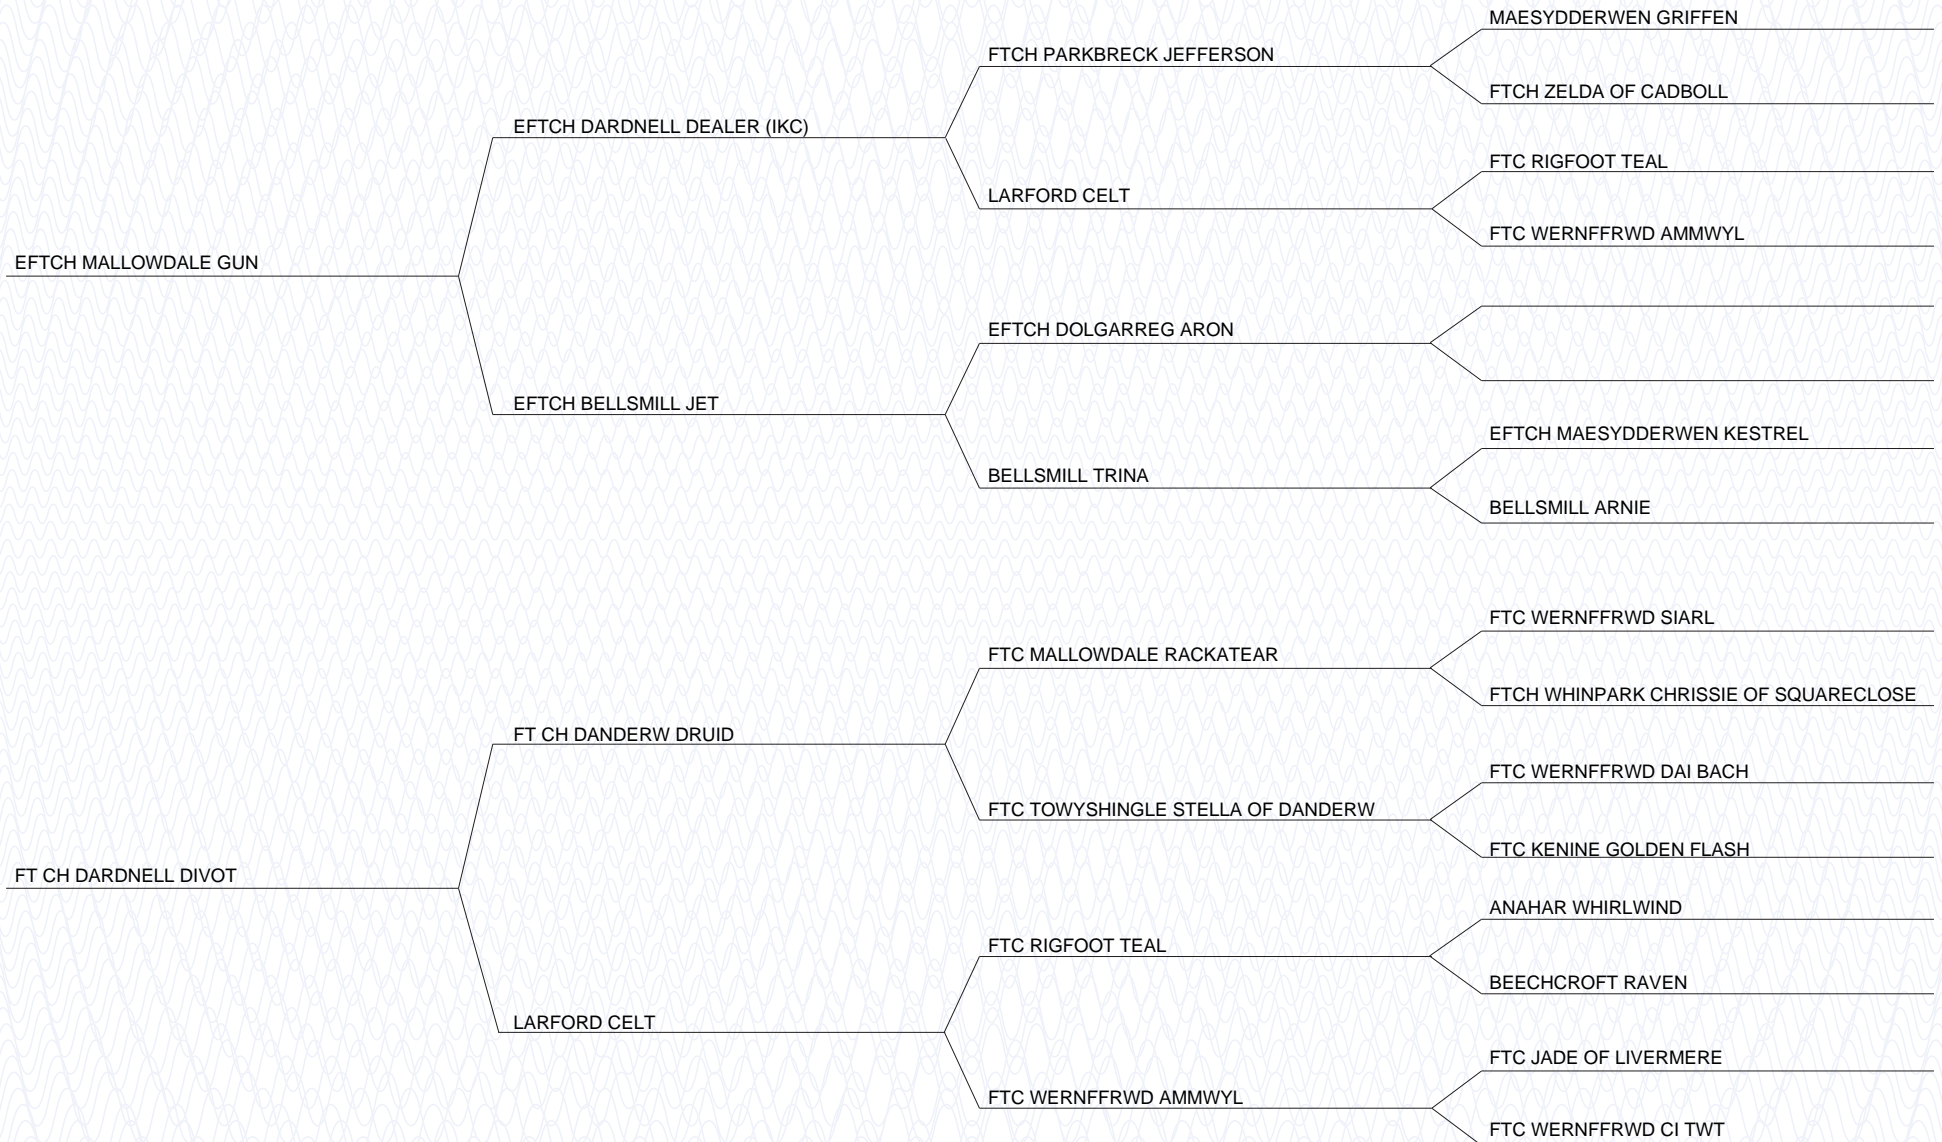 MAESYDDERWEN GRIFFEN
FTCH PARKBRECK JEFFERSON
FTCH ZELDA OF CADBOLL
EFTCH DARDNELL DEALER (IKC)
FTC RIGFOOT TEAL
LARFORD CELT
FTC WERNFFRWD AMMWYL
EFTCH MALLOWDALE GUN
EFTCH DOLGARREG ARON
EFTCH BELLSMILL JET
EFTCH MAESYDDERWEN KESTREL
BELLSMILL TRINA
BELLSMILL ARNIE
FTC WERNFFRWD SIARL
FTC MALLOWDALE RACKATEAR
FTCH WHINPARK CHRISSIE OF SQUARECLOSE
FT CH DANDERW DRUID
FTC WERNFFRWD DAI BACH
FTC TOWYSHINGLE STELLA OF DANDERW
FTC KENINE GOLDEN FLASH
FT CH DARDNELL DIVOT
ANAHAR WHIRLWIND
FTC RIGFOOT TEAL
BEECHCROFT RAVEN
LARFORD CELT
FTC JADE OF LIVERMERE
FTC WERNFFRWD AMMWYL
FTC WERNFFRWD CI TWT